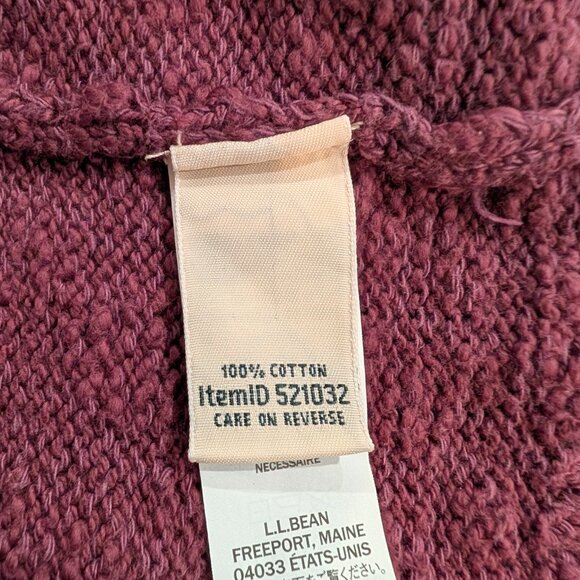 100% COTTON
ItemID 521032
CARE ON REVERSE
NECESSAIRE
L.L.BEAN
FREEPORT, MAINE
04033 ÉTATS-UNIS